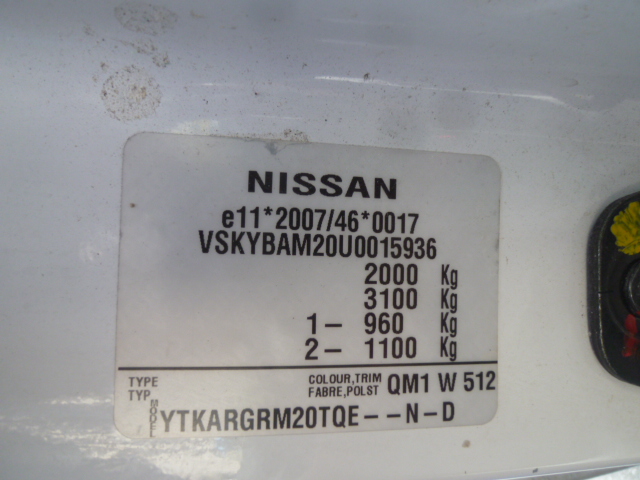 NISSAN
e11*2007/46*0017
VSKYBAM20U0015936
2000 Kg
3100 Kg
1- 960 Kg
2- 1100 Kg
TYPE COLOUR,TRIM QM1 W 512
TYP FABRE,POLST
MODEL YTKARGRM20TQE--N-D